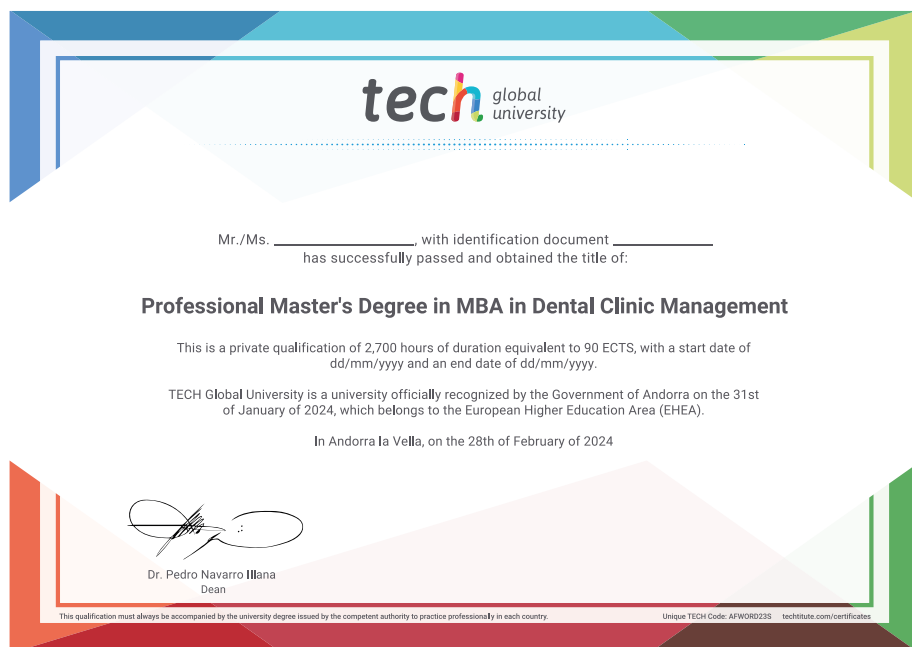 tech global
university
Mr./Ms. ____________________, with identification document ______________
has successfully passed and obtained the title of:
Professional Master's Degree in MBA in Dental Clinic Management
This is a private qualification of 2,700 hours of duration equivalent to 90 ECTS, with a start date of
dd/mm/yyyy and an end date of dd/mm/yyyy.
TECH Global University is a university officially recognized by the Government of Andorra on the 31st
of January of 2024, which belongs to the European Higher Education Area (EHEA).
In Andorra la Vella, on the 28th of February of 2024
Dr. Pedro Navarro Illana
Dean
This qualification must always be accompanied by the university degree issued by the competent authority to practice professionally in each country.
Unique TECH Code: AFWORD23S techtitute.com/certificates